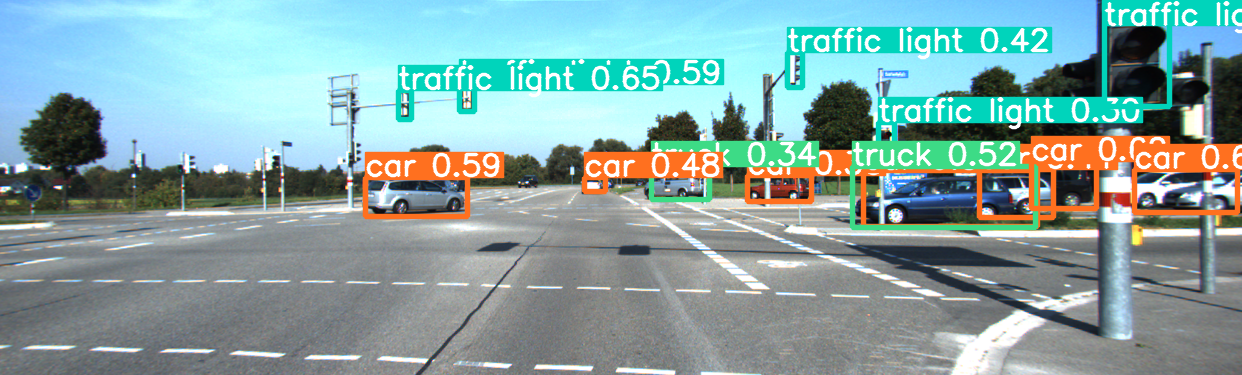 traffic lig
traffic light 0.42
traffic light 0.65
0.59
traffic light 0.30
car 0.59
car 0.48
truck 0.34
truck 0.52
car 0.6